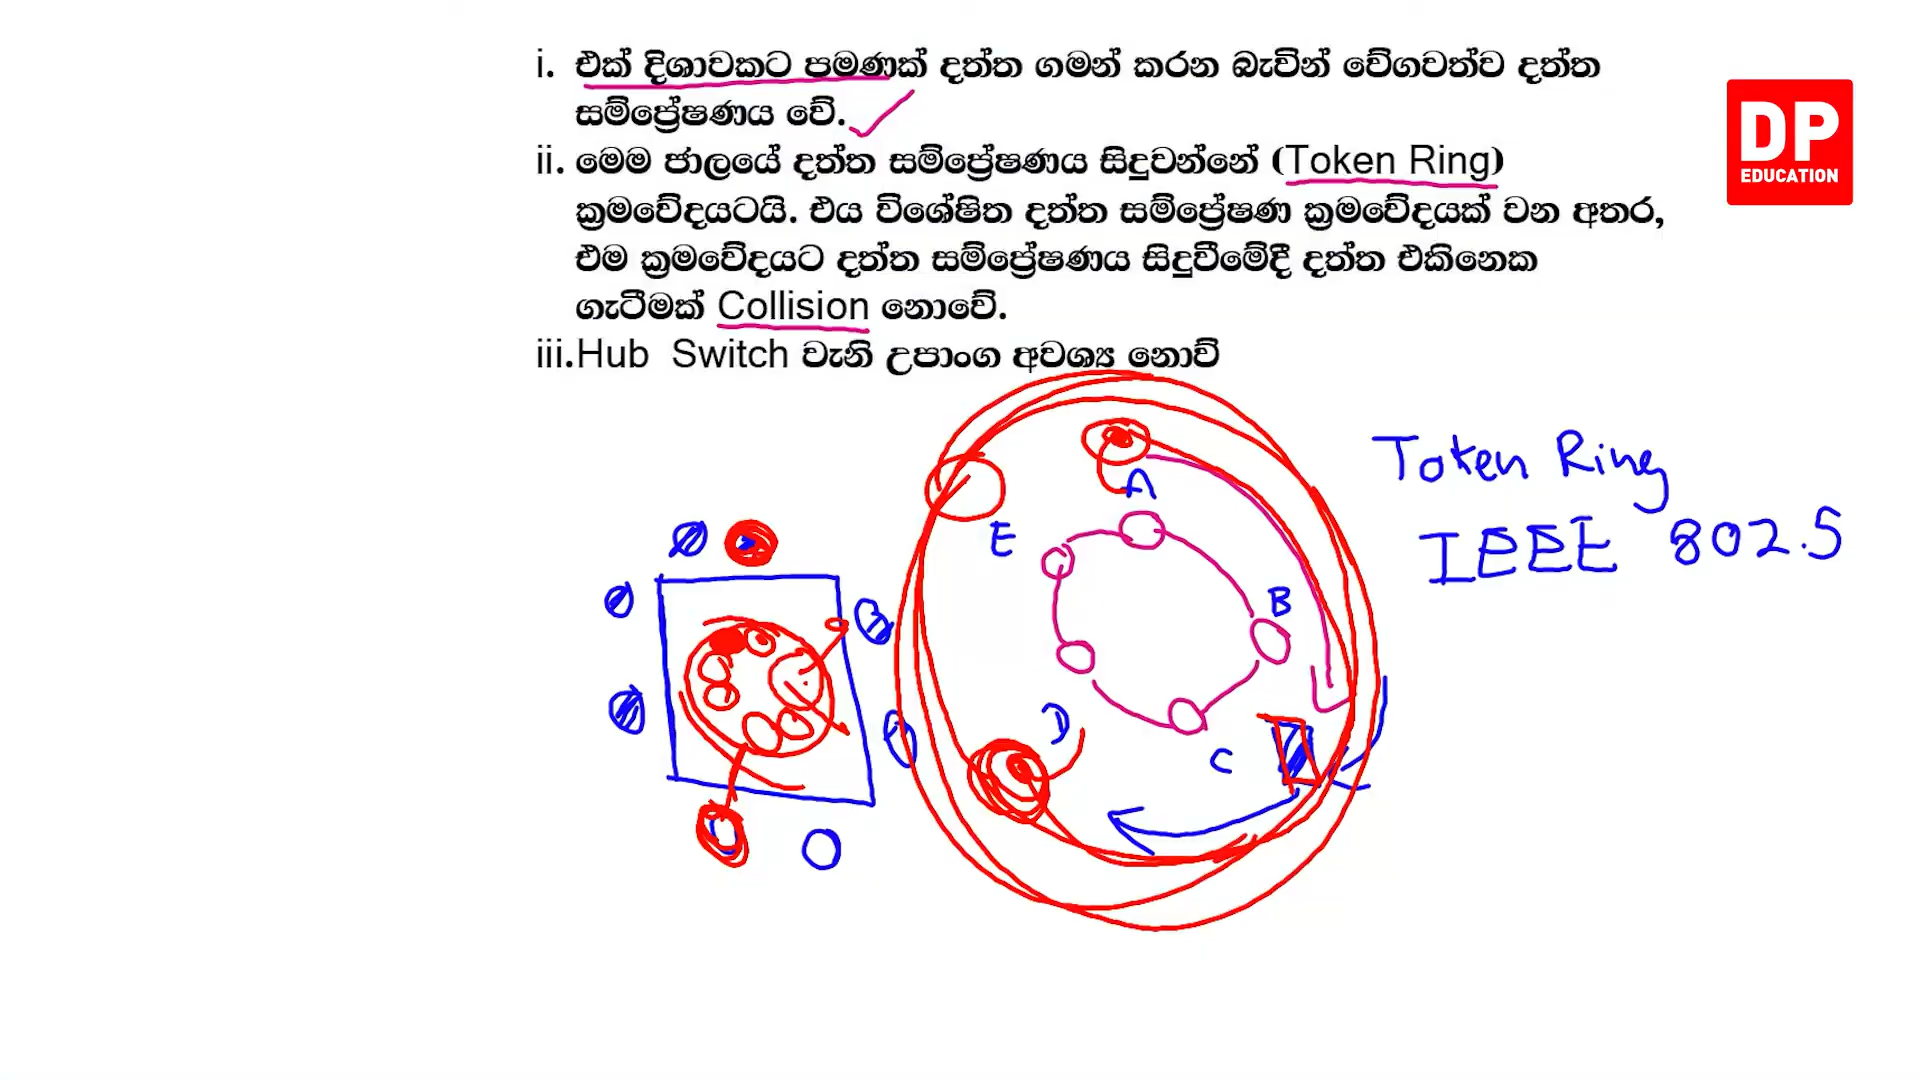 i. එක් දිශාවකට පමණක් දත්ත ගමන් කරන බැවින් වේගවත්ව දත්ත
සම්ප්‍රේෂණය වේ.
ii. මෙම ජාලයේ දත්ත සම්ප්‍රේෂණය සිදුවන්නේ (Token Ring)
ක්‍රමවේදයටයි. එය විශේෂිත දත්ත සම්ප්‍රේෂණ ක්‍රමවේදයක් වන අතර,
එම ක්‍රමවේදයට දත්ත සම්ප්‍රේෂණය සිදුවීමේදී දත්ත එකිනෙක
ගැටීමක් Collision නොවේ.
iii.Hub Switch වැනි උපාංග අවශ්‍ය නොවී
DP
EDUCATION
Token Ring
IEEE 802.5
A
E
B
D
C